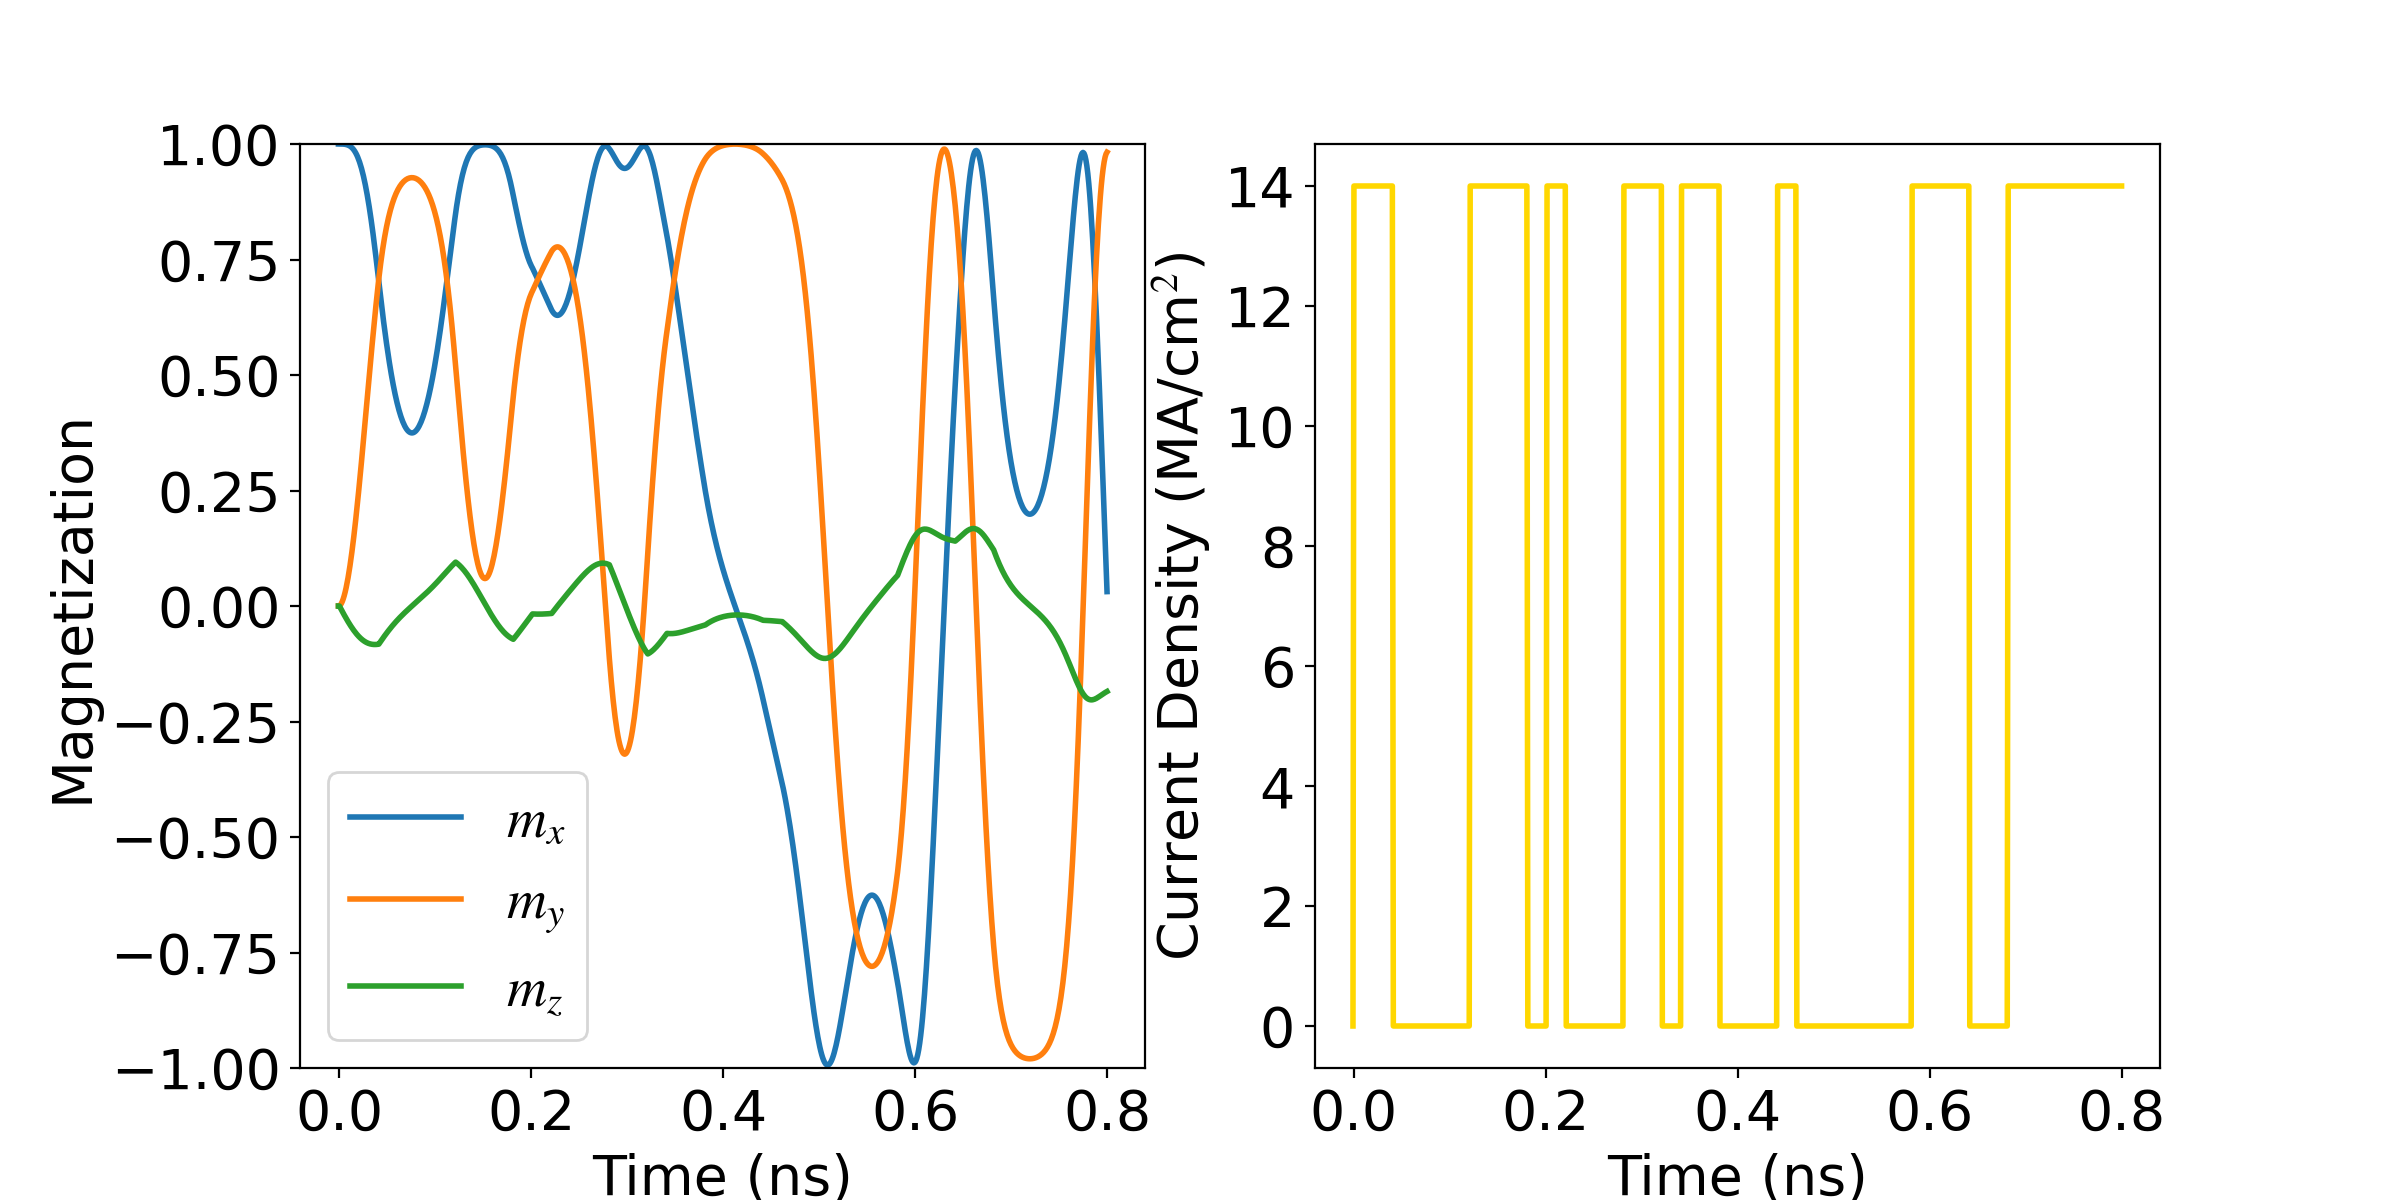 Magnetization
1.00
0.75
0.50
0.25
0.00
−0.25
−0.50
−0.75
−1.00
m_x
m_y
m_z
0.0 0.2 0.4 0.6 0.8
Time (ns)
Current Density (MA/cm²)
14
12
10
8
6
4
2
0
0.0 0.2 0.4 0.6 0.8
Time (ns)